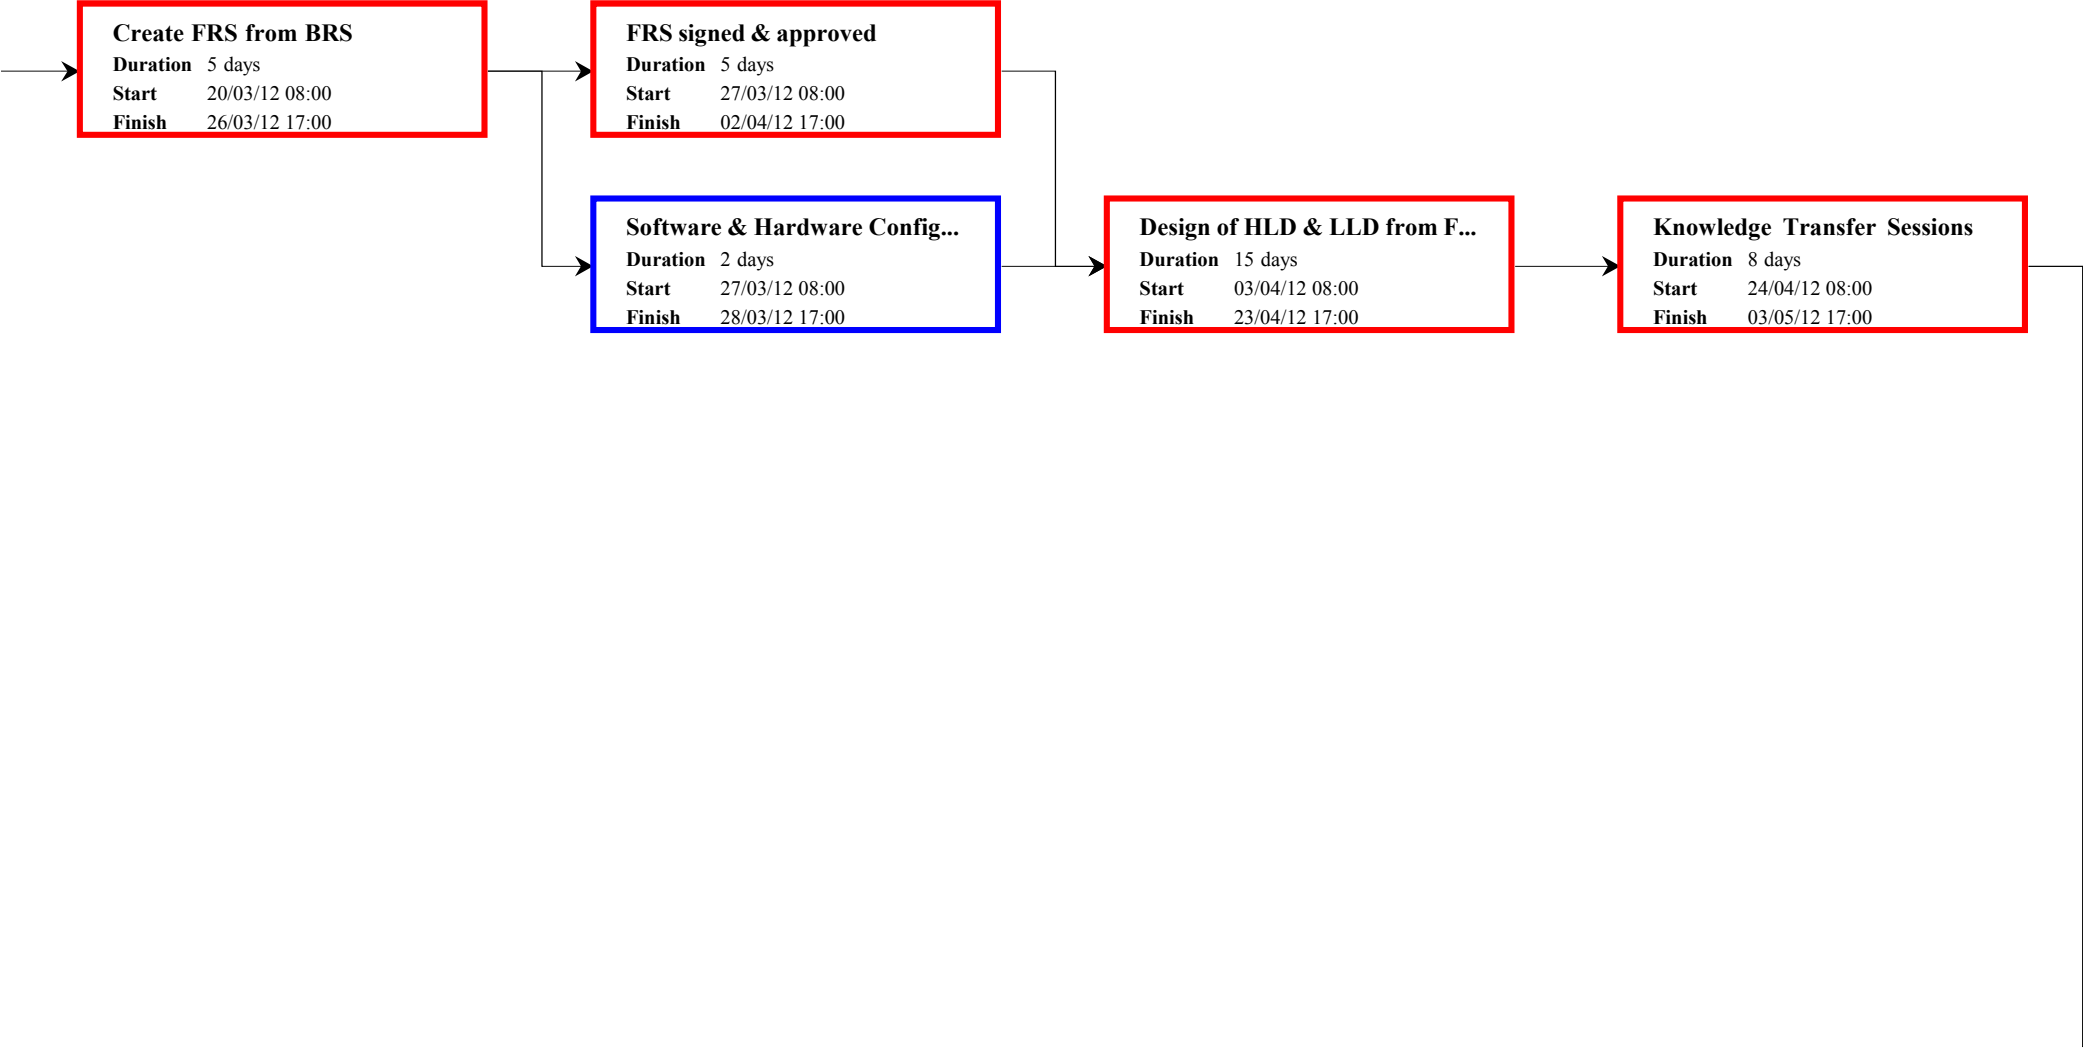 Create FRS from BRS
Duration 5 days
Start 20/03/12 08:00
Finish 26/03/12 17:00
FRS signed & approved
Duration 5 days
Start 27/03/12 08:00
Finish 02/04/12 17:00
Software & Hardware Config...
Duration 2 days
Start 27/03/12 08:00
Finish 28/03/12 17:00
Design of HLD & LLD from F...
Duration 15 days
Start 03/04/12 08:00
Finish 23/04/12 17:00
Knowledge Transfer Sessions
Duration 8 days
Start 24/04/12 08:00
Finish 03/05/12 17:00